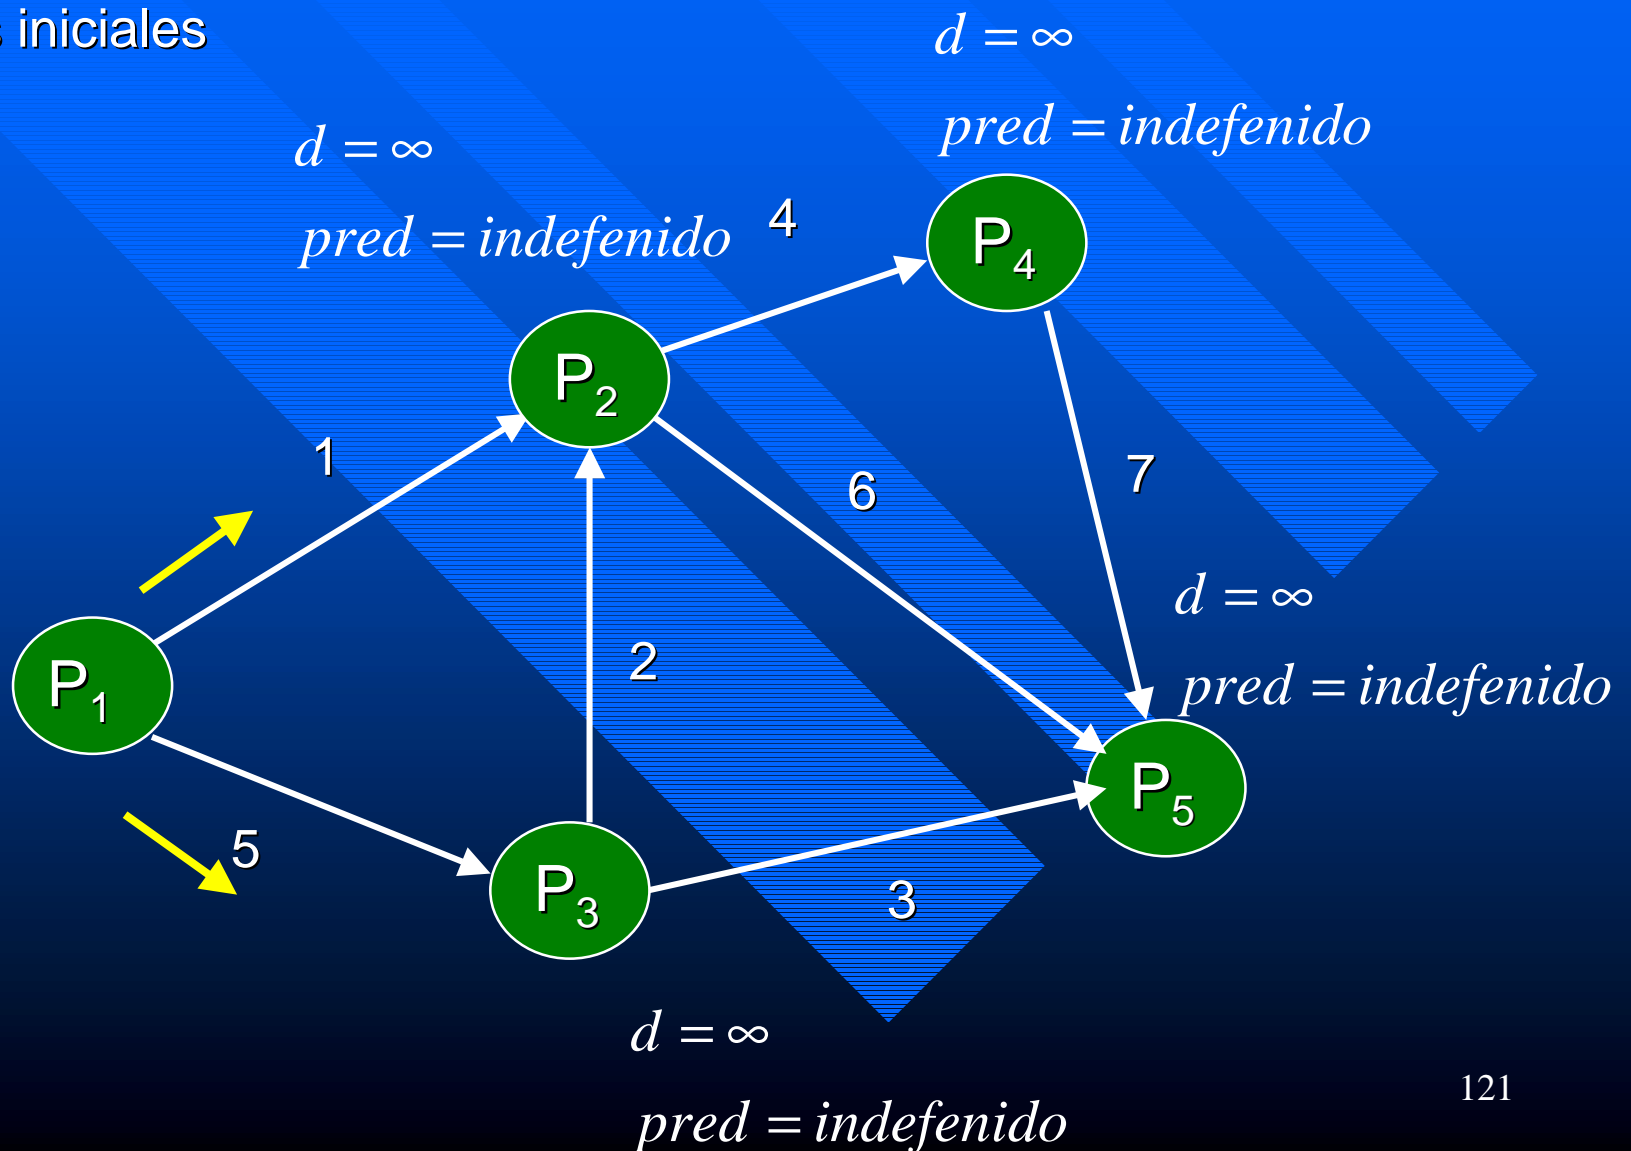 s iniciales
d = ∞
pred = indefenido
d = ∞
pred = indefenido
4
P4
P2
1
6
7
d = ∞
pred = indefenido
2
P1
P5
5
P3
3
d = ∞
pred = indefenido
121